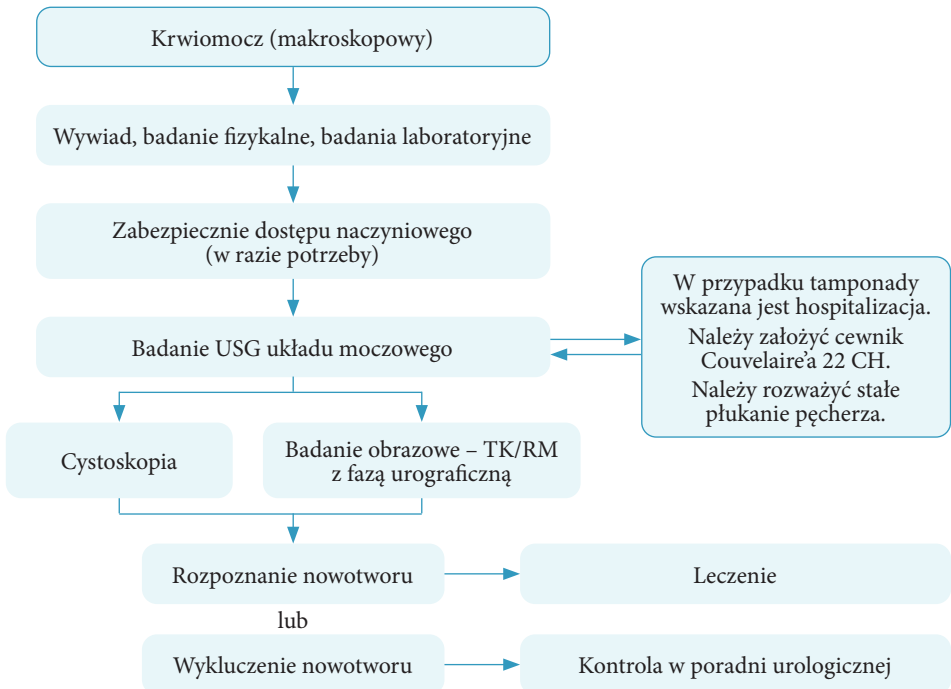 Krwiomocz (makroskopowy)
Wywiad, badanie fizykalne, badania laboratoryjne
Zabezpiecznie dostępu naczyniowego
(w razie potrzeby)
W przypadku tamponady
wskazana jest hospitalizacja.
Należy założyć cewnik
Couvelaire'a 22 CH.
Należy rozważyć stałe
płukanie pęcherza.
Badanie USG układu moczowego
Cystoskopia
Badanie obrazowe – TK/RM
z fazą urograficzną
Rozpoznanie nowotworu
Leczenie
lub
Wykluczenie nowotworu
Kontrola w poradni urologicznej